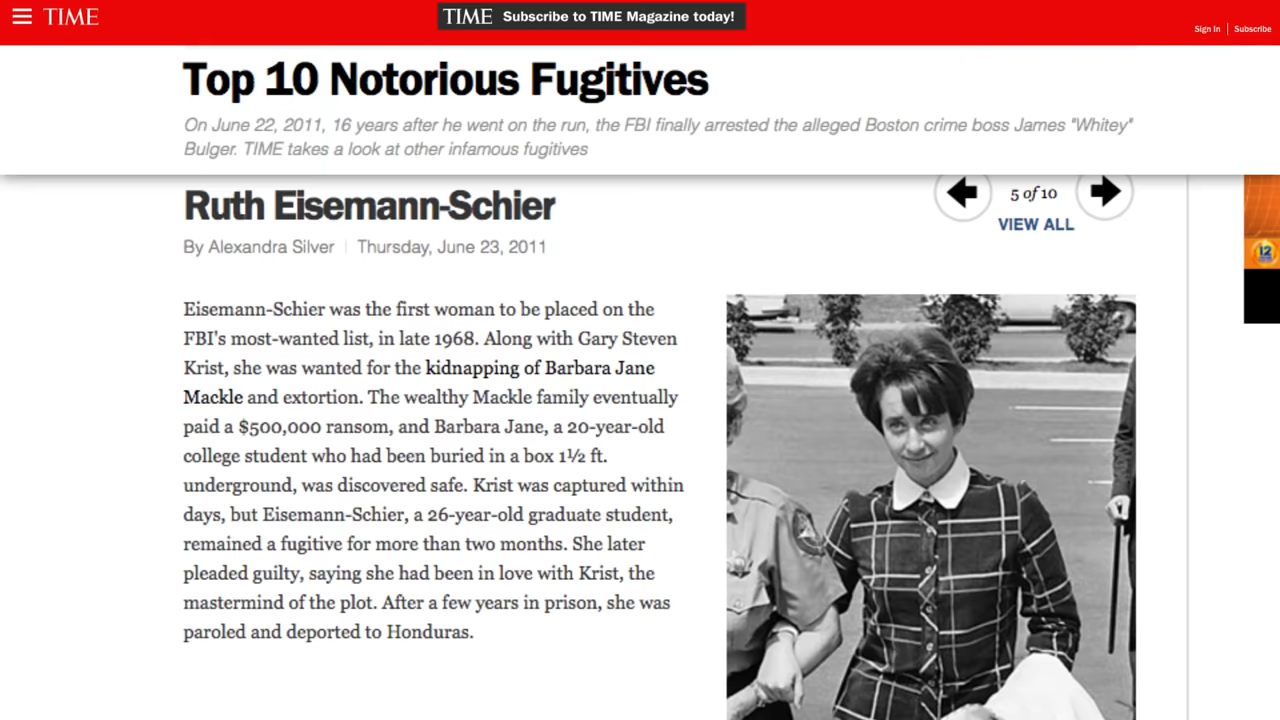 TIME
TIME Subscribe to TIME Magazine today!
Sign In | Subscribe
Top 10 Notorious Fugitives
On June 22, 2011, 16 years after he went on the run, the FBI finally arrested the alleged Boston crime boss James "Whitey"
Bulger. TIME takes a look at other infamous fugitives
Ruth Eisemann-Schier
5 of 10
VIEW ALL
By Alexandra Silver | Thursday, June 23, 2011
Eisemann-Schier was the first woman to be placed on the
FBI's most-wanted list, in late 1968. Along with Gary Steven
Krist, she was wanted for the kidnapping of Barbara Jane
Mackle and extortion. The wealthy Mackle family eventually
paid a $500,000 ransom, and Barbara Jane, a 20-year-old
college student who had been buried in a box 1½ ft.
underground, was discovered safe. Krist was captured within
days, but Eisemann-Schier, a 26-year-old graduate student,
remained a fugitive for more than two months. She later
pleaded guilty, saying she had been in love with Krist, the
mastermind of the plot. After a few years in prison, she was
paroled and deported to Honduras.
12